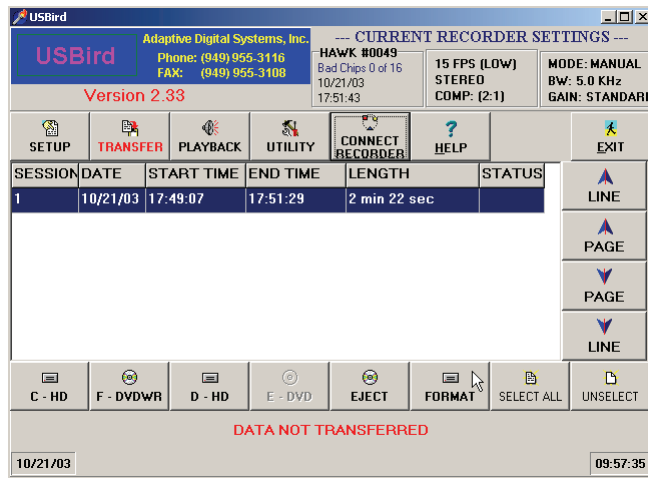 USBird
USBird
Version 2.33
Adaptive Digital Systems, Inc.
Phone: (949) 955-3116
FAX: (949) 955-3108
--- CURRENT RECORDER SETTINGS ---
HAWK #0049
Bad Chips 0 of 16
10/21/03
17:51:43
15 FPS (LOW)
STEREO
COMP: (2:1)
MODE: MANUAL
BW: 5.0 KHz
GAIN: STANDARD
SETUP
TRANSFER
PLAYBACK
UTILITY
CONNECT
RECORDER
HELP
EXIT
SESSION DATE START TIME END TIME LENGTH STATUS
1 10/21/03 17:49:07 17:51:29 2 min 22 sec
LINE
PAGE
PAGE
LINE
C - HD
F - DVDWR
D - HD
E - DVD
EJECT
FORMAT
SELECT ALL
UNSELECT
DATA NOT TRANSFERRED
10/21/03
09:57:35